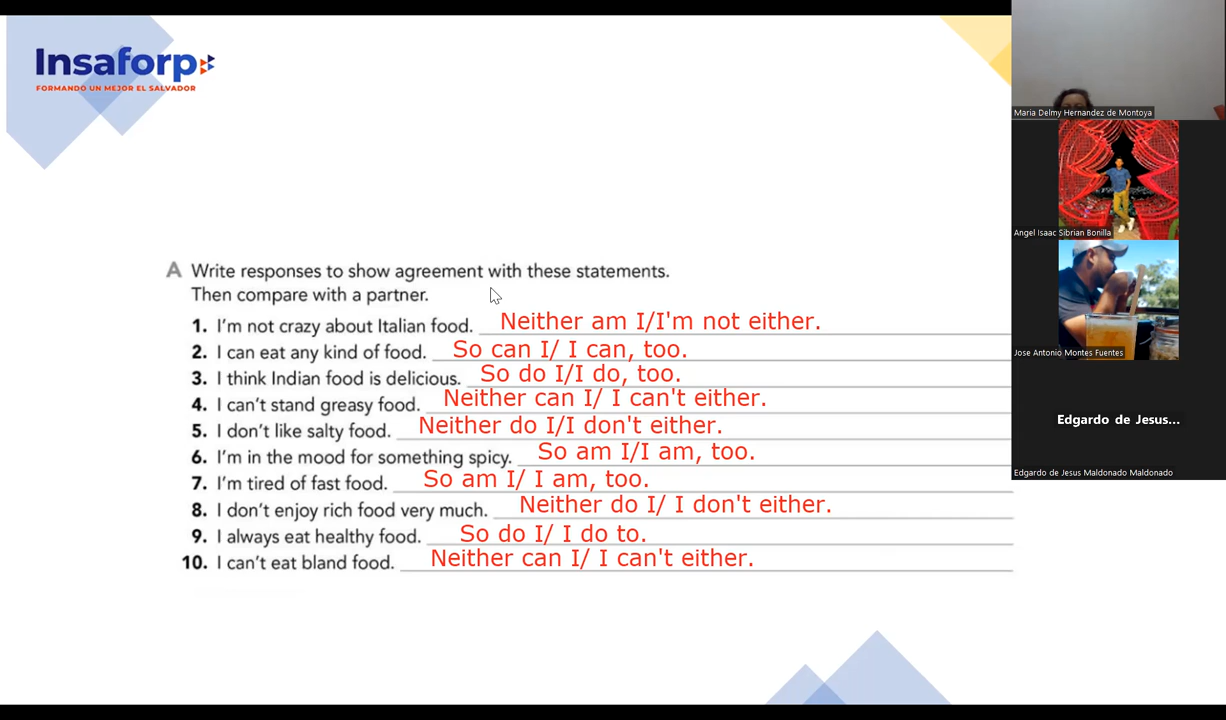 Insaforp
FORMANDO UN MEJOR EL SALVADOR
A Write responses to show agreement with these statements.
Then compare with a partner.
1. I'm not crazy about Italian food. Neither am I/I'm not either.
2. I can eat any kind of food. So can I/ I can, too.
3. I think Indian food is delicious. So do I/I do, too.
4. I can't stand greasy food. Neither can I/ I can't either.
5. I don't like salty food. Neither do I/I don't either.
6. I'm in the mood for something spicy. So am I/I am, too.
7. I'm tired of fast food. So am I/ I am, too.
8. I don't enjoy rich food very much. Neither do I/ I don't either.
9. I always eat healthy food. So do I/ I do to.
10. I can't eat bland food. Neither can I/ I can't either.
Maria Delmy Hernandez de Montoya
Angel Isaac Sibrian Bonilla
Jose Antonio Montes Fuentes
Edgardo de Jesus...
Edgardo de Jesus Maldonado Maldonado